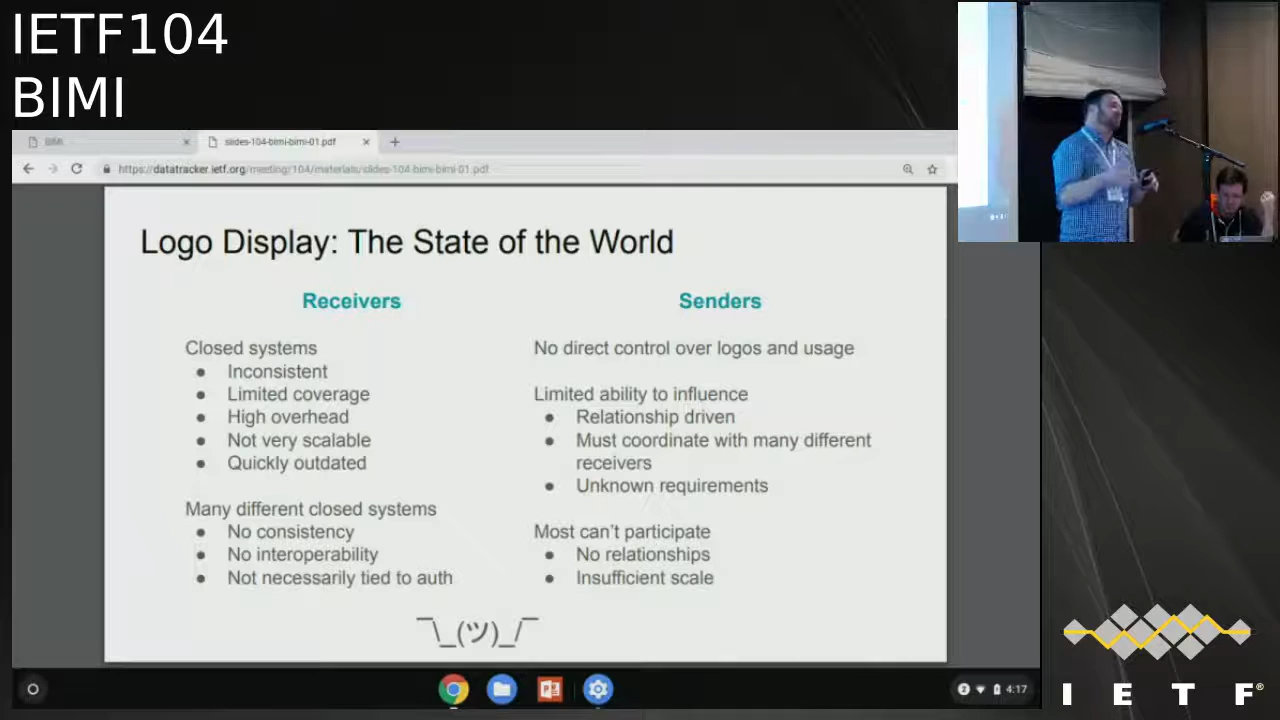 IETF104
BIMI
BIMI
slides-104-bimi-bimi-01.pdf
https://datatracker.ietf.org/meeting/104/materials/slides-104-bimi-bimi-01.pdf
Logo Display: The State of the World
Receivers
Closed systems
● Inconsistent
● Limited coverage
● High overhead
● Not very scalable
● Quickly outdated
Many different closed systems
● No consistency
● No interoperability
● Not necessarily tied to auth
Senders
No direct control over logos and usage
Limited ability to influence
● Relationship driven
● Must coordinate with many different
receivers
● Unknown requirements
Most can’t participate
● No relationships
● Insufficient scale
¯\_(ツ)_/¯
2 4:17
I E T F®